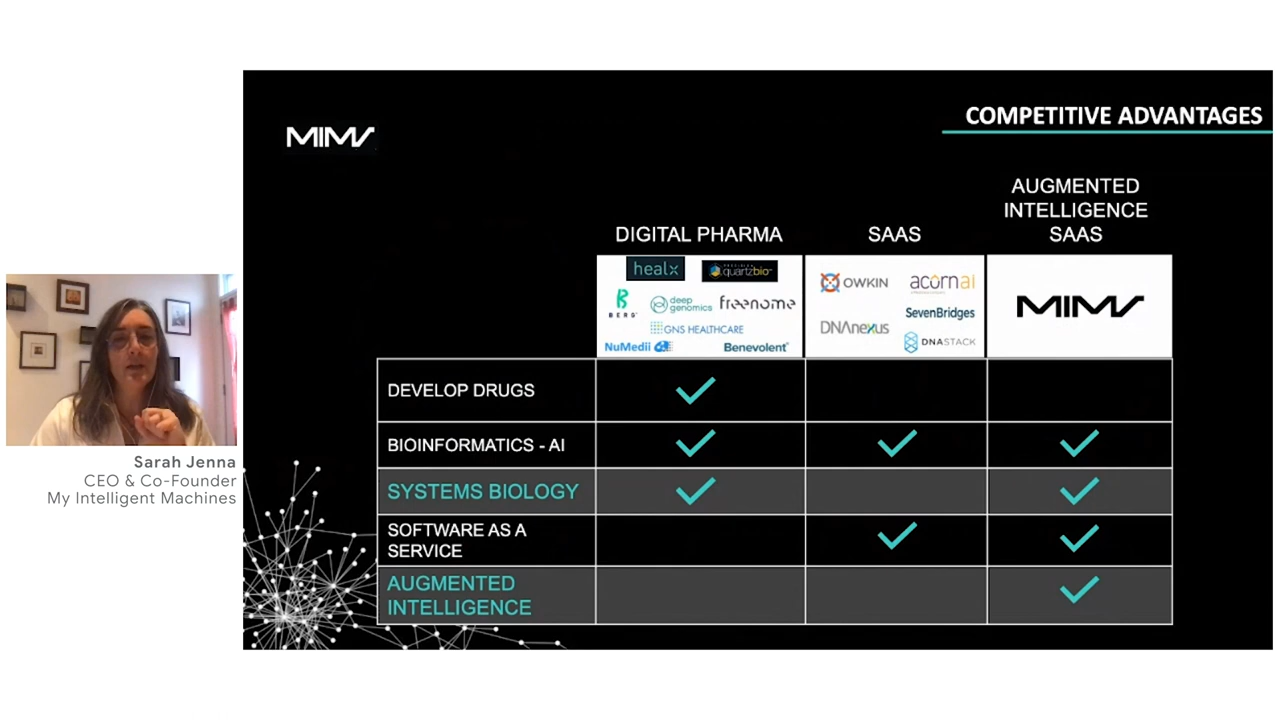 COMPETITIVE ADVANTAGES
MIMs
DIGITAL PHARMA
SAAS
AUGMENTED
INTELLIGENCE
SAAS
healx
quartzbio
BERG
deep
genomics
freenome
GNS HEALTHCARE
NuMedii
Benevolent
OWKIN
acorn ai
DNAnexus
SevenBridges
DNASTACK
MIMs
DEVELOP DRUGS
BIOINFORMATICS - AI
SYSTEMS BIOLOGY
SOFTWARE AS A
SERVICE
AUGMENTED
INTELLIGENCE
Sarah Jenna
CEO & Co-Founder
My Intelligent Machines